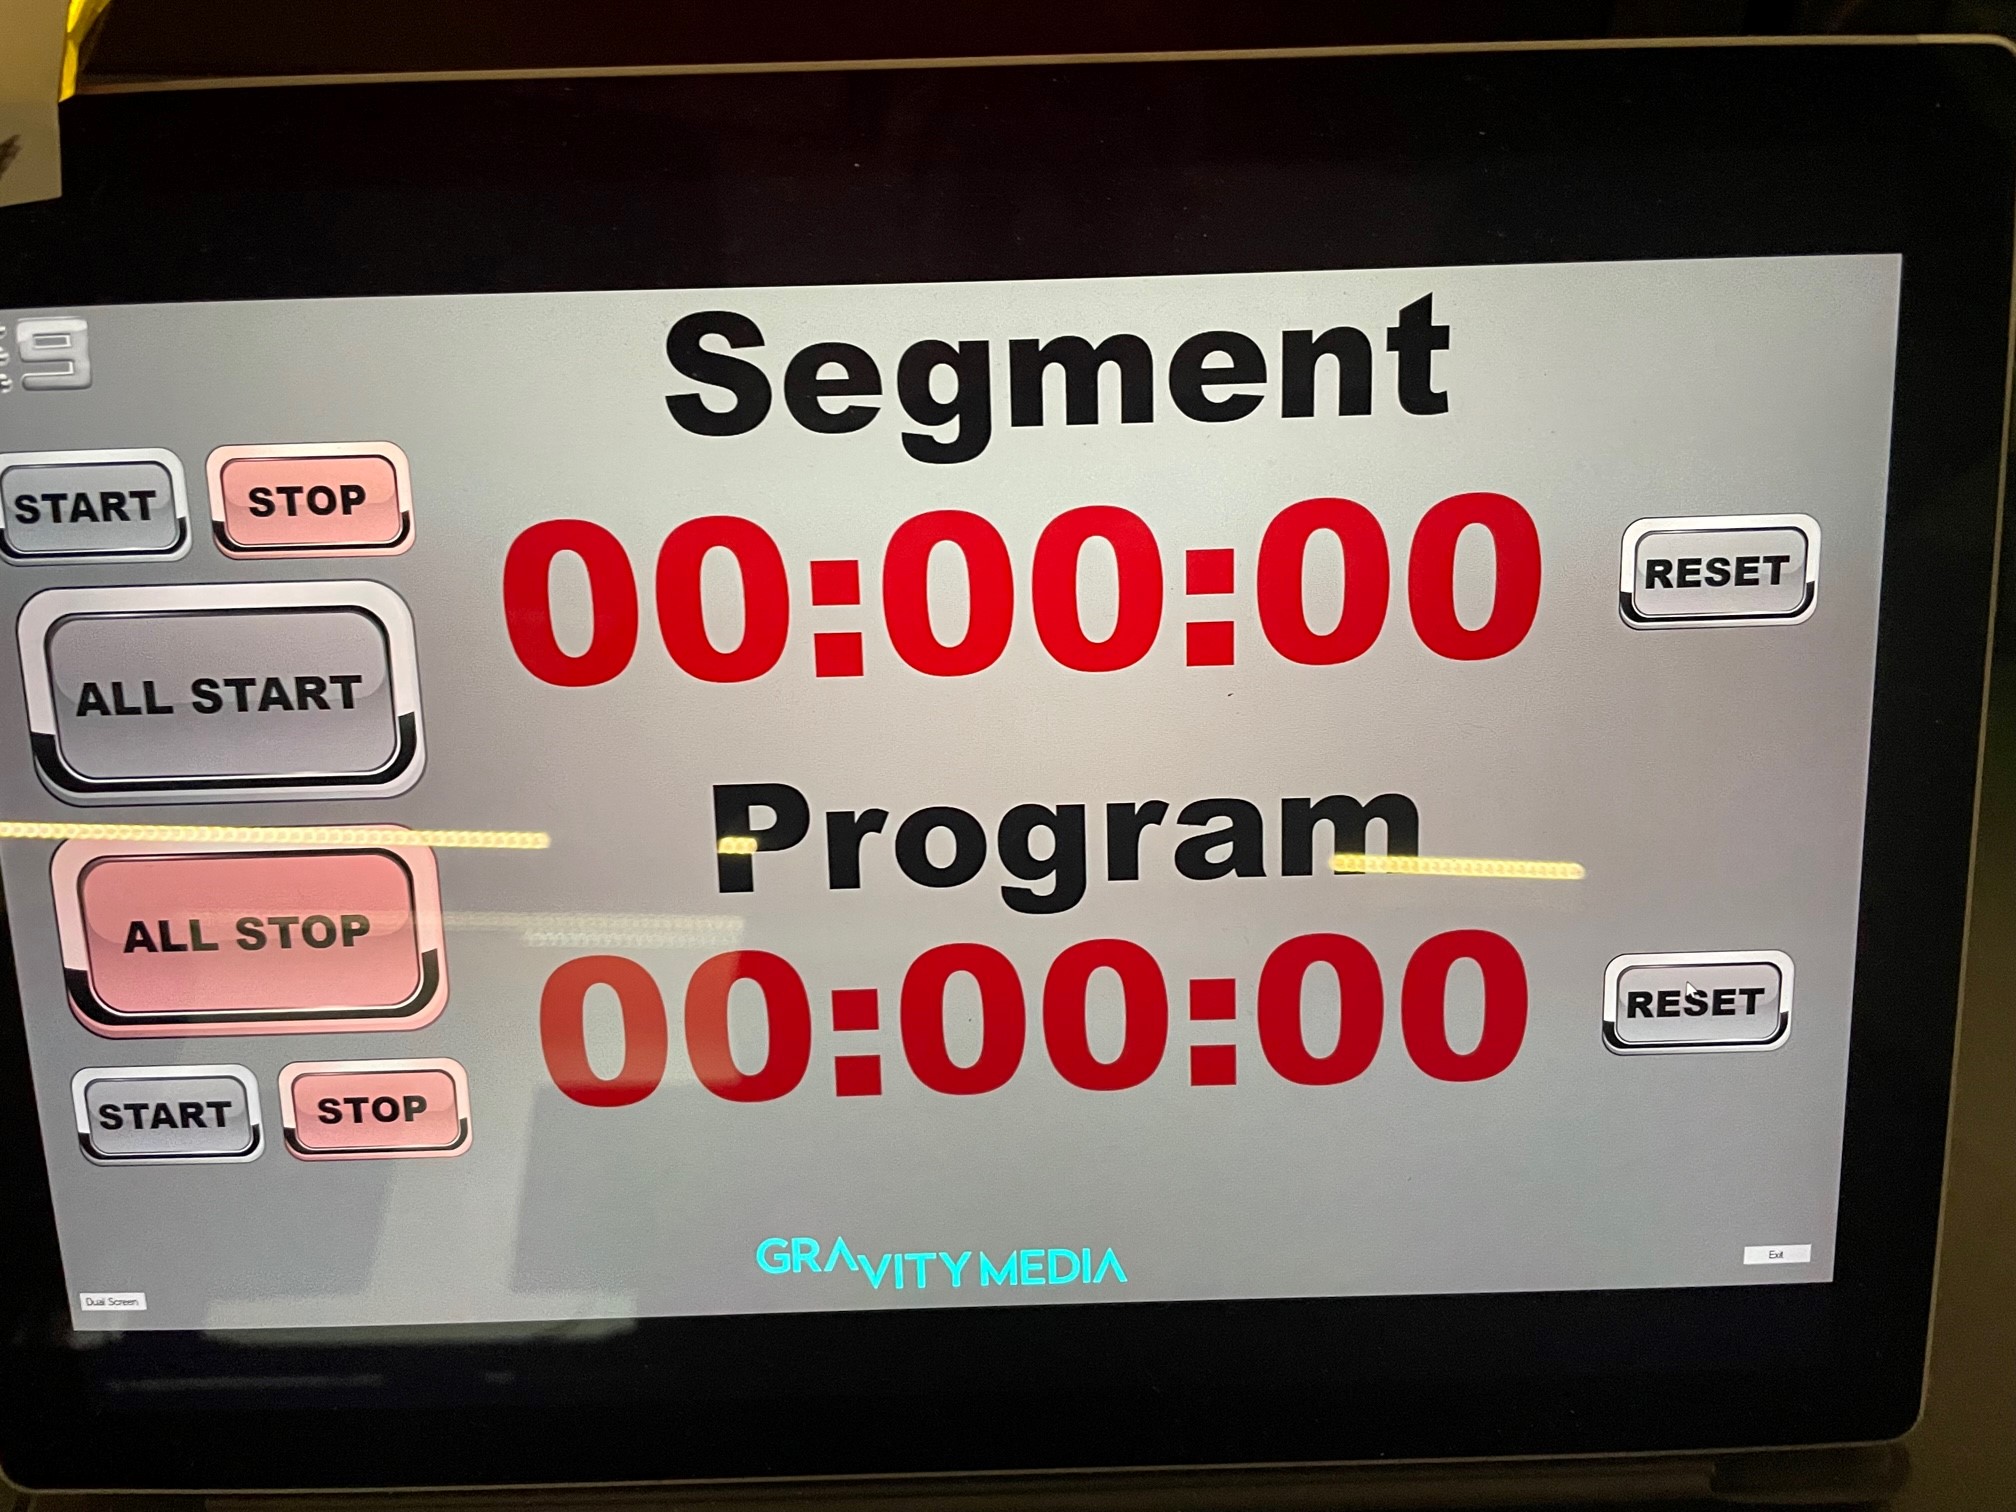 Segment
START STOP
00:00:00
RESET
ALL START
Program
ALL STOP
00:00:00
RESET
START STOP
GRAVITY MEDIA
Exit
Dual Screen